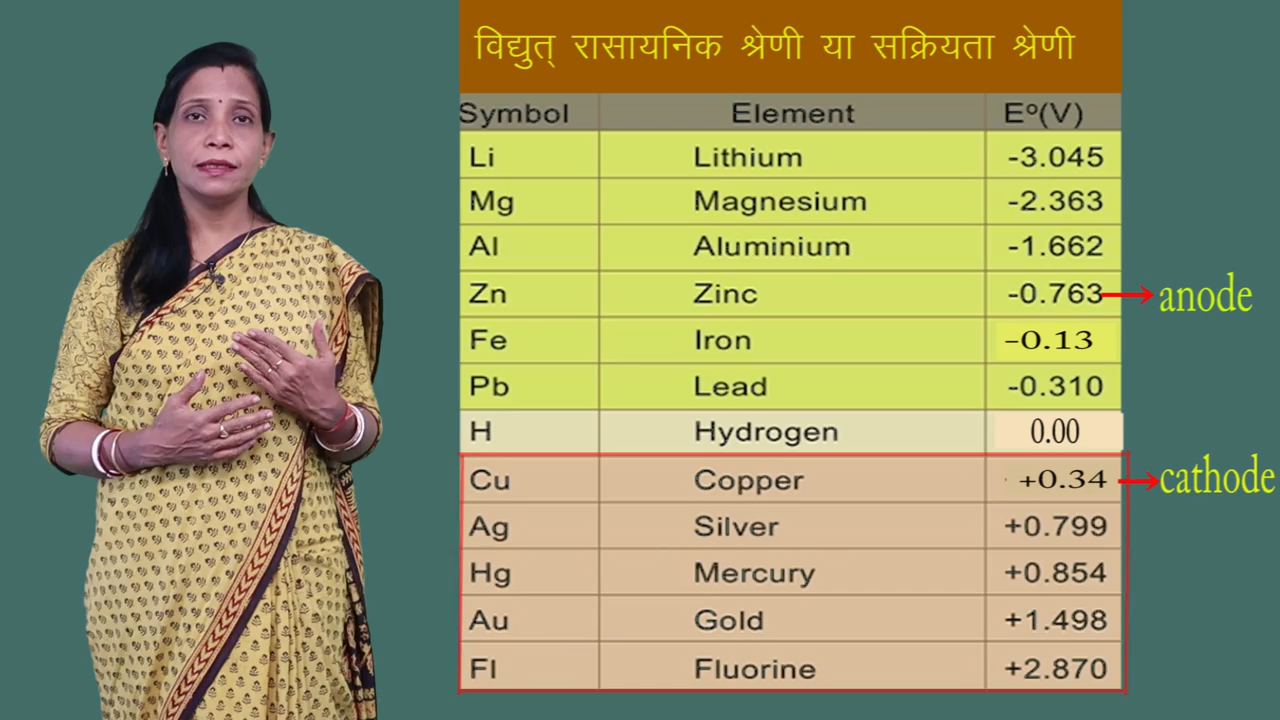 विद्युत् रासायनिक श्रेणी या सक्रियता श्रेणी
Symbol Element Eº(V)
Li Lithium -3.045
Mg Magnesium -2.363
Al Aluminium -1.662
Zn Zinc -0.763 anode
Fe Iron -0.13
Pb Lead -0.310
H Hydrogen 0.00
Cu Copper +0.34 cathode
Ag Silver +0.799
Hg Mercury +0.854
Au Gold +1.498
Fl Fluorine +2.870